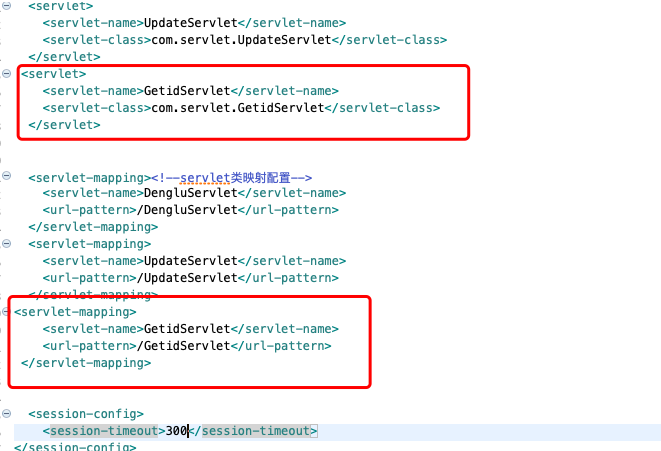 <servlet>
<servlet-name>UpdateServlet</servlet-name>
<servlet-class>com.servlet.UpdateServlet</servlet-class>
</servlet>
<servlet>
<servlet-name>GetidServlet</servlet-name>
<servlet-class>com.servlet.GetidServlet</servlet-class>
</servlet>
<servlet-mapping><!--servlet类映射配置-->
<servlet-name>DengluServlet</servlet-name>
<url-pattern>/DengluServlet</url-pattern>
</servlet-mapping>
<servlet-mapping>
<servlet-name>UpdateServlet</servlet-name>
<url-pattern>/UpdateServlet</url-pattern>
</servlet-mapping>
<servlet-mapping>
<servlet-name>GetidServlet</servlet-name>
<url-pattern>/GetidServlet</url-pattern>
</servlet-mapping>
<session-config>
<session-timeout>300</session-timeout>
</session-config>